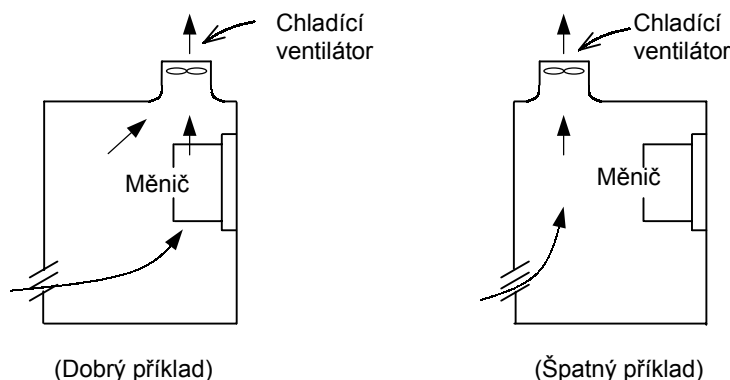 Chladící
ventilátor
Měnič
(Dobrý příklad)
Chladící
ventilátor
Měnič
(Špatný příklad)